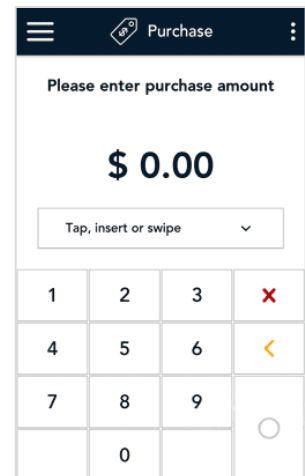 Purchase
Please enter purchase amount
$ 0.00
Tap, insert or swipe
1 2 3
4 5 6
7 8 9
0